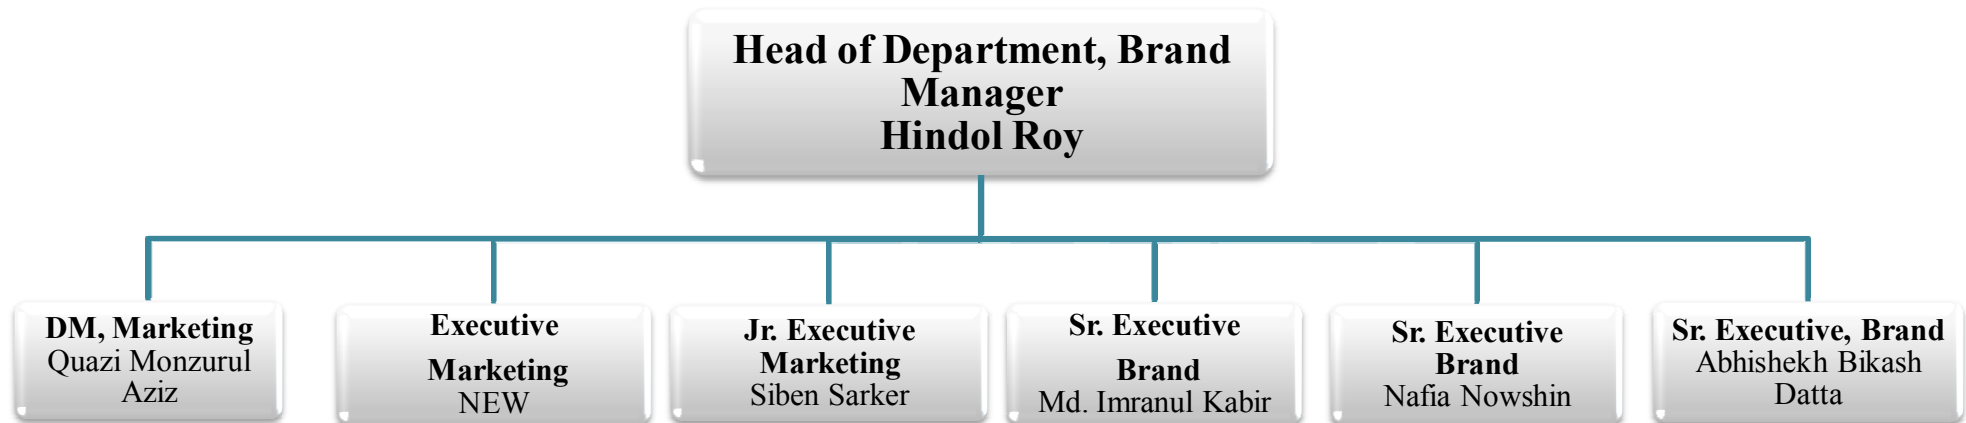 Head of Department, Brand
Manager
Hindol Roy
DM, Marketing
Quazi Monzurul
Aziz
Executive
Marketing
NEW
Jr. Executive
Marketing
Siben Sarker
Sr. Executive
Brand
Md. Imranul Kabir
Sr. Executive
Brand
Nafia Nowshin
Sr. Executive, Brand
Abhishekh Bikash
Datta